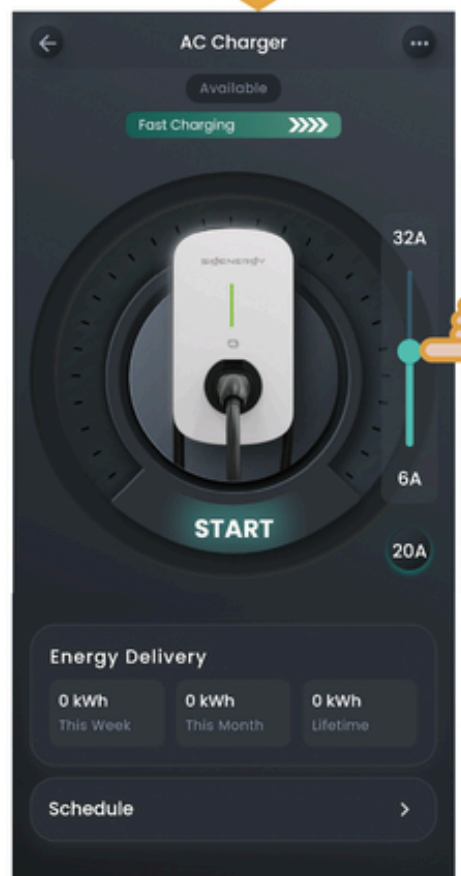 AC Charger
Available
Fast Charging
32A
SIGENERGY
6A
START
20A
Energy Delivery
0 kWh 0 kWh 0 kWh
This Week This Month Lifetime
Schedule